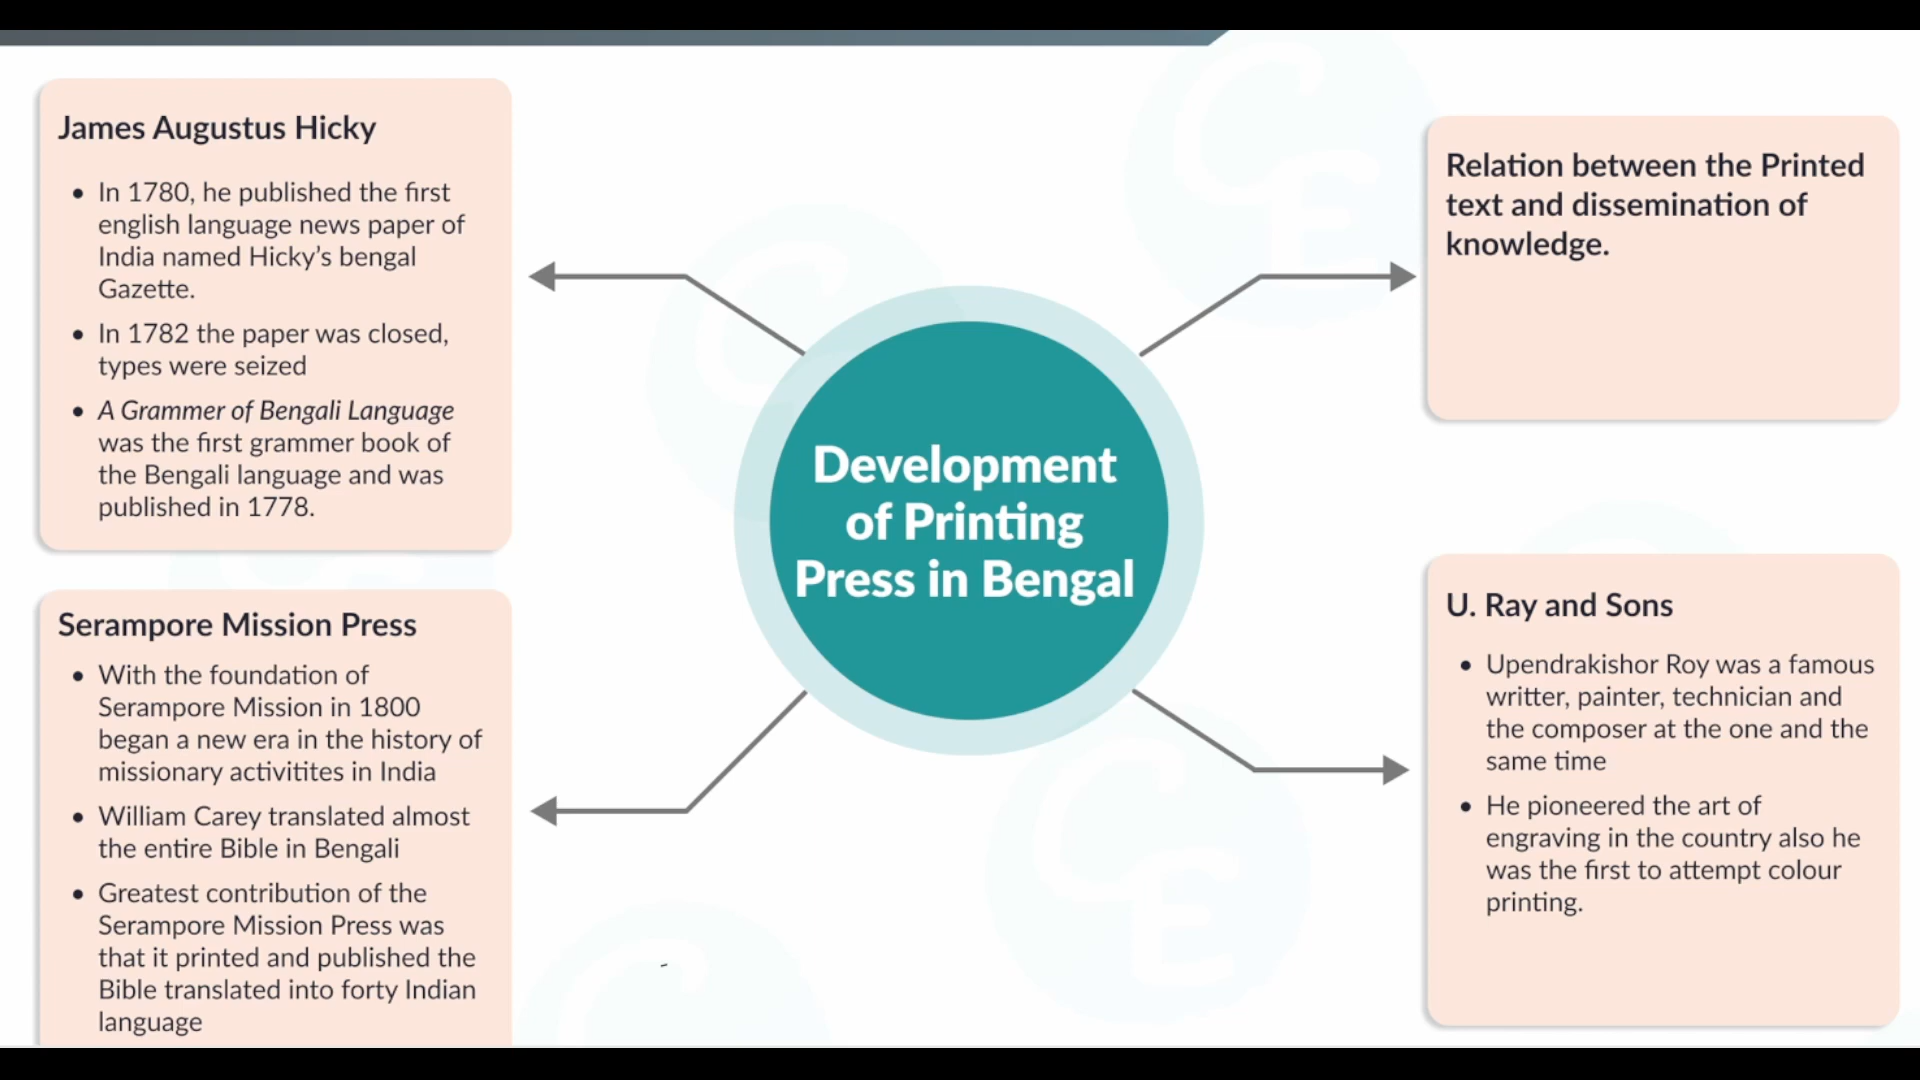 James Augustus Hicky
• In 1780, he published the first
english language news paper of
India named Hicky's bengal
Gazette.
• In 1782 the paper was closed,
types were seized
• A Grammer of Bengali Language
was the first grammer book of
the Bengali language and was
published in 1778.
Serampore Mission Press
• With the foundation of
Serampore Mission in 1800
began a new era in the history of
missionary activitites in India
• William Carey translated almost
the entire Bible in Bengali
• Greatest contribution of the
Serampore Mission Press was
that it printed and published the
Bible translated into forty Indian
language
Development
of Printing
Press in Bengal
Relation between the Printed
text and dissemination of
knowledge.
U. Ray and Sons
• Upendrakishor Roy was a famous
writter, painter, technician and
the composer at the one and the
same time
• He pioneered the art of
engraving in the country also he
was the first to attempt colour
printing.
CE
CE
CE